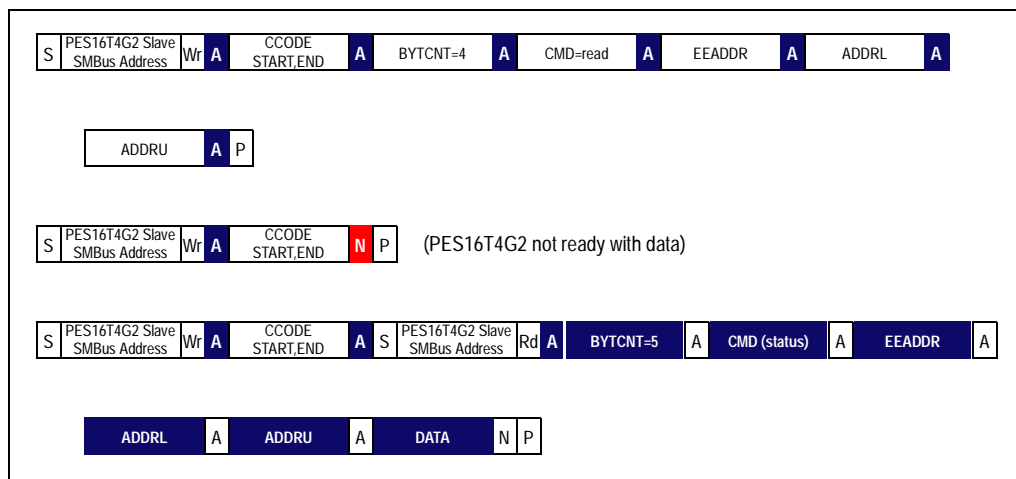 S PES16T4G2 Slave SMBus Address Wr A CCODE START,END A BYTCNT=4 A CMD=read A EEADDR A ADDRL A
ADDRU A P
S PES16T4G2 Slave SMBus Address Wr A CCODE START,END N P (PES16T4G2 not ready with data)
S PES16T4G2 Slave SMBus Address Wr A CCODE START,END A S PES16T4G2 Slave SMBus Address Rd A BYTCNT=5 A CMD (status) A EEADDR A
ADDRL A ADDRU A DATA N P